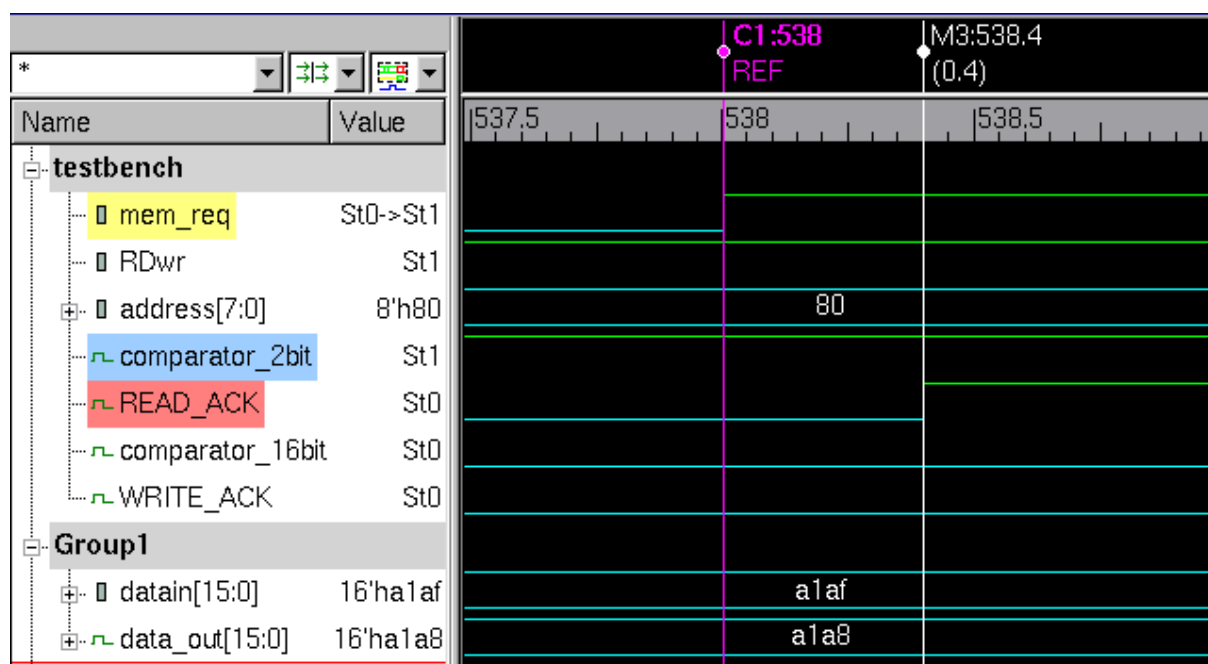 C1:538 M3:538.4
* REF (0.4)
Name Value 537.5 538 538.5
testbench
mem_req St0->St1
RDwr St1
address[7:0] 8'h80 80
comparator_2bit St1
READ_ACK St0
comparator_16bit St0
WRITE_ACK St0
Group1
datain[15:0] 16'ha1af a1af
data_out[15:0] 16'ha1a8 a1a8